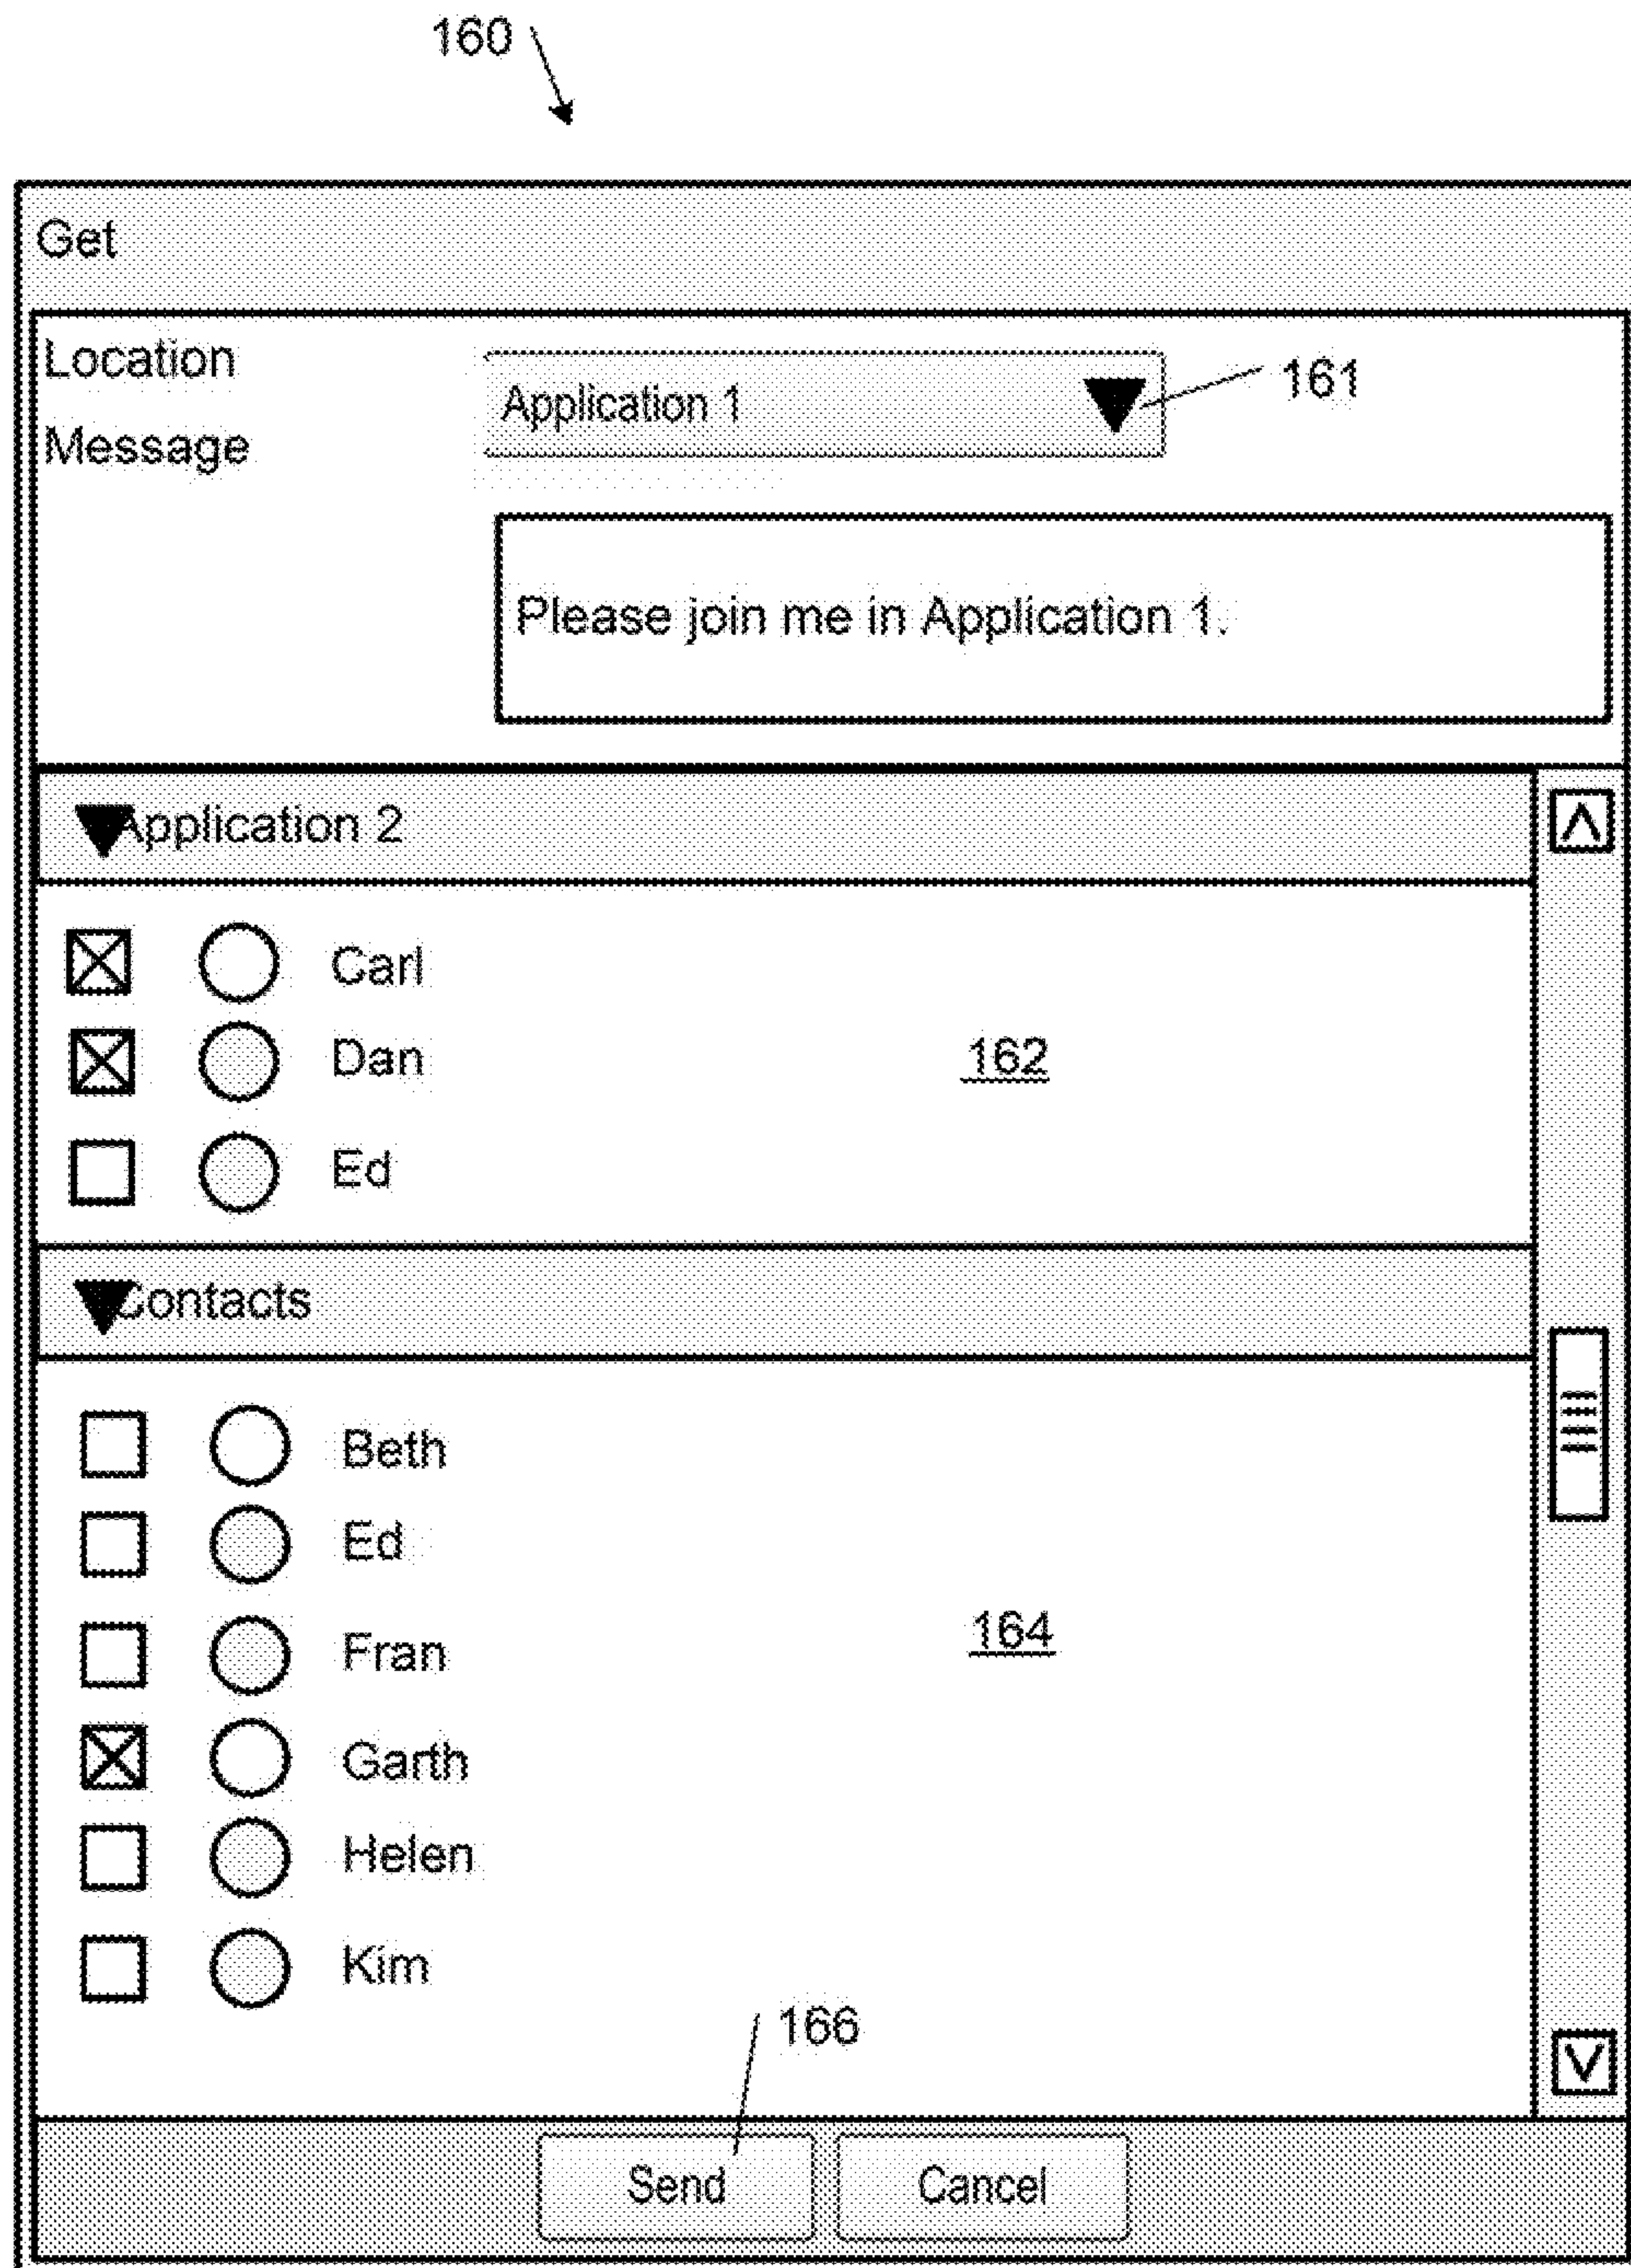 160
Get
Location
Application 1
161
Message
Please join me in Application 1.
Application 2
Carl
Dan
162
Ed
Contacts
Beth
Ed
Fran
164
Garth
Helen
Kim
166
Send
Cancel